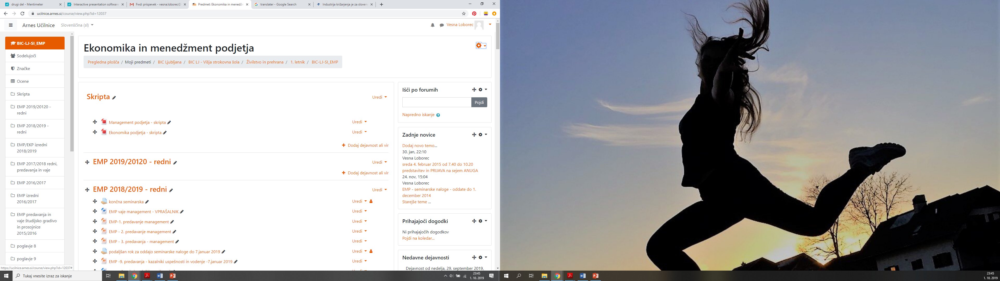 drugi del - Mentimeter
Interactive presentation software
Fwd: prispevek - vesna.loborec@
Predmet: Ekonomika in menedžm
translater - Google Search
Industrija križarjenja je za sloven
ucilnice.arnes.si/course/view.php?id=12037
Arnes Učilnice
Slovenščina (sl)
Vesna Loborec
BIC-LJ-SI_EMP
Sodelujoči
Značke
Ocene
Skripta
EMP 2019/20120 -
redni
EMP 2018/2019 -
redni
EMP/EKP izredni
2018/2019
EMP 2017/2018 redni,
predavanja in vaje
EMP 2016/2017
EMP izredni
2016/2017
EMP predavanja in
vaje študijsko gradivo
in prosojnice
2015/2016
poglavje 8
poglavje 9
https://ucilnice.arnes.si/course/view.php?id=12037#
Ekonomika in menedžment podjetja
Pregledna plošča / Moji predmeti / BIC Ljubljana / BIC LJ - Višja strokovna šola / Živilstvo in prehrana / 1. letnik / BIC-LJ-SI_EMP
Skripta
Uredi
Management podjetja - skripta
Uredi
Ekonomika podjetja - skripta
Uredi
Dodaj dejavnost ali vir
EMP 2019/20120 - redni
Uredi
Dodaj dejavnost ali vir
EMP 2018/2019 - redni
Uredi
končna seminarska
Uredi
EMP vaje management - VPRAŠALNIK
Uredi
EMP-1. predavanje management
Uredi
EMP - 2. predavanje management
Uredi
EMP - 3. predavanja - management
Uredi
podaljšan rok za oddajo seminarske naloge do 7.januar 2019
Uredi
EMP -9. predavanja - kazalniki uspešnosti in vodenje -7.januar 2019
Uredi
Išči po forumih
Pojdi
Napredno iskanje
Zadnje novice
Dodaj novo temo...
30. jan, 22:10
Vesna Loborec
sreda 4. februar 2015 od 7.40 do 10.20
predstavitev in PRIJAVA na sejem ANUGA
24. nov, 15:04
Vesna Loborec
EMP - seminarske naloge - oddate do 1.
december 2014
Starejše teme ...
Prihajajoči dogodki
Ni prihajajočih dogodkov
Pojdi na koledar...
Nedavne dejavnosti
Dejavnost od nedelja, 29. september 2019,
Tukaj vnesite izraz za iskanje
23:45
1. 10. 2019
23:45
1. 10. 2019